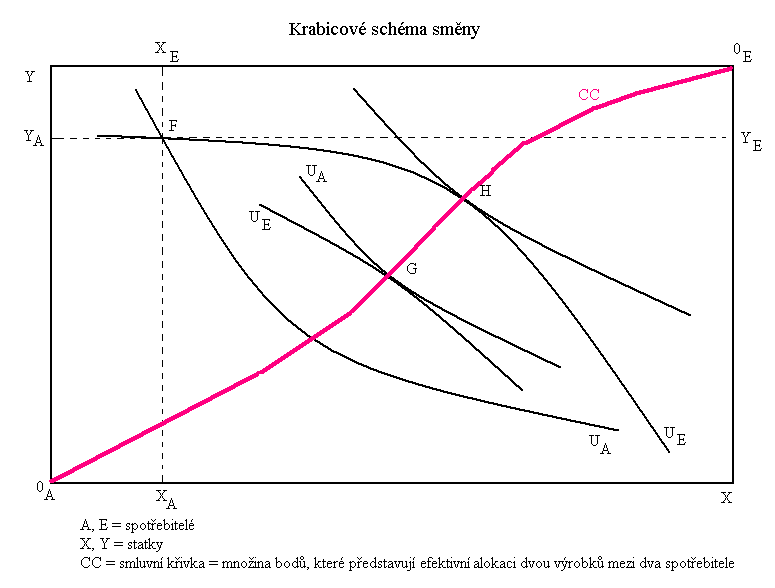 Krabicové schéma směny
X E
0 E
Y
CC
F
Y A
Y E
U A
H
U E
G
U A
U E
0 A
X A
X
A, E = spotřebitelé
X, Y = statky
CC = smluvní křivka = množina bodů, které představují efektivní alokaci dvou výrobků mezi dva spotřebitele